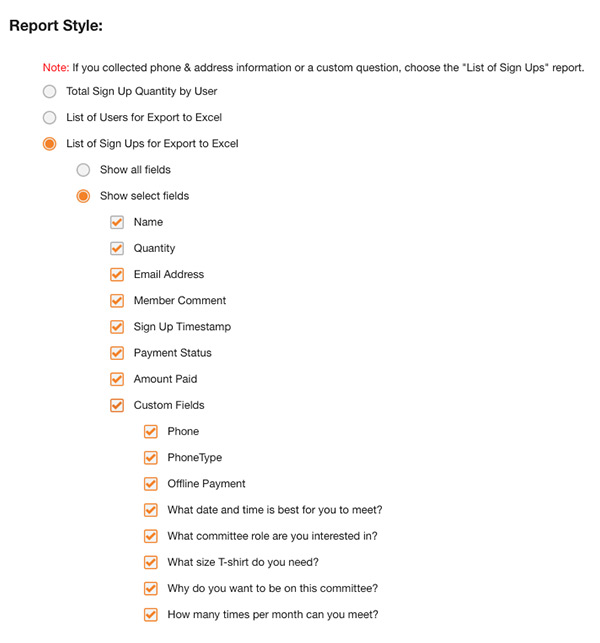 Report Style:
Note: If you collected phone & address information or a custom question, choose the "List of Sign Ups" report.
Total Sign Up Quantity by User
List of Users for Export to Excel
List of Sign Ups for Export to Excel
Show all fields
Show select fields
Name
Quantity
Email Address
Member Comment
Sign Up Timestamp
Payment Status
Amount Paid
Custom Fields
Phone
PhoneType
Offline Payment
What date and time is best for you to meet?
What committee role are you interested in?
What size T-shirt do you need?
Why do you want to be on this committee?
How many times per month can you meet?